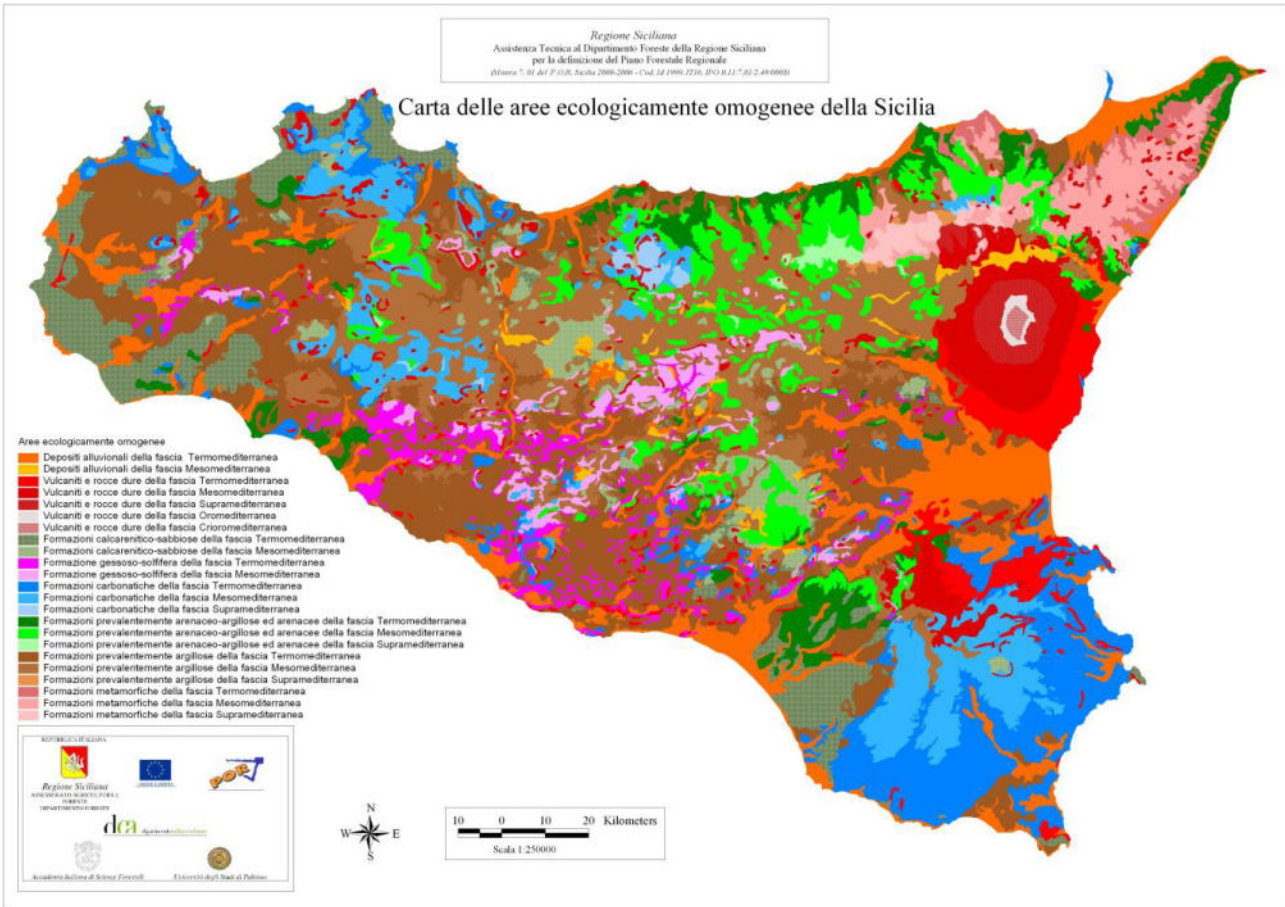 Regione Siciliana
Assistenza Tecnica al Dipartimento Foreste della Regione Siciliana
per la definizione del Piano Forestale Regionale
Carta delle aree ecologicamente omogenee della Sicilia
Aree ecologicamente omogenee
Depositi alluvionali della fascia Termomediterranea
Depositi alluvionali della fascia Mesomediterranea
Vulcaniti e rocce dure della fascia Termomediterranea
Vulcaniti e rocce dure della fascia Mesomediterranea
Vulcaniti e rocce dure della fascia Supramediterranea
Vulcaniti e rocce dure della fascia Oromediterranea
Vulcaniti e rocce dure della fascia Crioromediterranea
Formazioni calcarenitico-sabbiose della fascia Termomediterranea
Formazioni calcarenitico-sabbiose della fascia Mesomediterranea
Formazione gessoso-solfifera della fascia Termomediterranea
Formazione gessoso-solfifera della fascia Mesomediterranea
Formazioni carbonatiche della fascia Termomediterranea
Formazioni carbonatiche della fascia Mesomediterranea
Formazioni carbonatiche della fascia Supramediterranea
Formazioni prevalentemente arenaceo-argillose ed arenacee della fascia Termomediterranea
Formazioni prevalentemente arenaceo-argillose ed arenacee della fascia Mesomediterranea
Formazioni prevalentemente arenaceo-argillose ed arenacee della fascia Supramediterranea
Formazioni prevalentemente argillose della fascia Termomediterranea
Formazioni prevalentemente argillose della fascia Mesomediterranea
Formazioni prevalentemente argillose della fascia Supramediterranea
Formazioni metamorfiche della fascia Termomediterranea
Formazioni metamorfiche della fascia Mesomediterranea
Formazioni metamorfiche della fascia Supramediterranea
REPUBBLICA ITALIANA
POR
Regione Siciliana
FORESTE
DIPARTIMENTO FORESTE
dca
Accademia Italiana di Scienze Forestali
Università degli Studi di Palermo
N
W E
S
10 0 10 20 Kilometers
Scala 1:250000